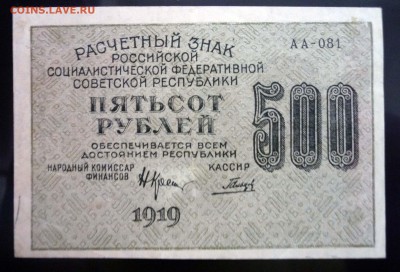 COINS.LAVE.RU
РАСЧЕТНЫЙ ЗНАК
АА-081
РОССИЙСКОЙ
СОЦИАЛИСТИЧЕСКОЙ ФЕДЕРАТИВНОЙ
СОВЕТСКОЙ РЕСПУБЛИКИ
ПЯТЬСОТ
РУБЛЕЙ
500
ОБЕСПЕЧИВАЕТСЯ ВСЕМ
ДОСТОЯНИЕМ РЕСПУБЛИКИ
НАРОДНЫЙ КОМИССАР
ФИНАНСОВ
КАССИР
1919